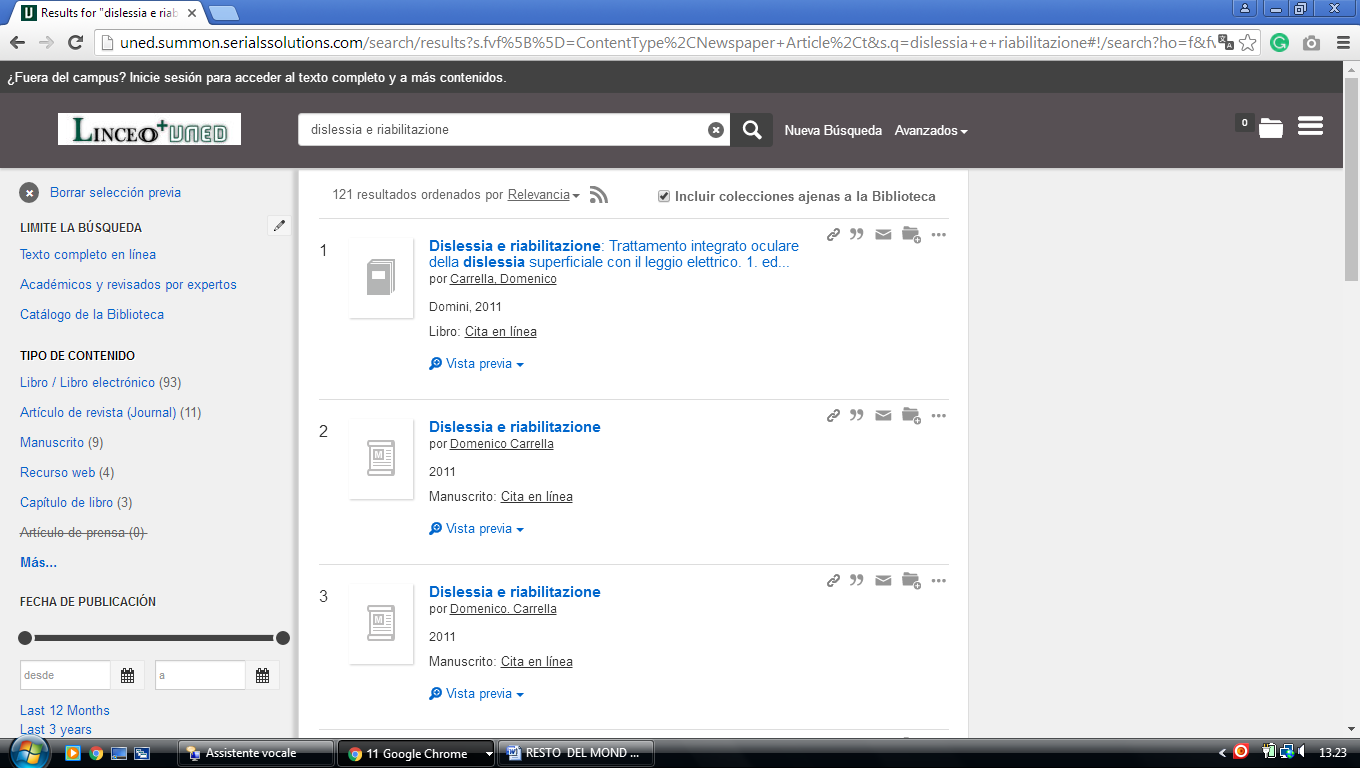 Results for "dislessia e riab
uned.summon.serialssolutions.com/search/results?s.fvf%5B%5D=ContentType%2CNewspaper+Article%2Ct&s.q=dislessia+e+riabilitazione#!/search?ho=f&fv
¿Fuera del campus? Inicie sesión para acceder al texto completo y a más contenidos.
LINCEO+UNED
dislessia e riabilitazione
Nueva Búsqueda
Avanzados
0
Borrar selección previa
LIMITE LA BÚSQUEDA
Texto completo en línea
Académicos y revisados por expertos
Catálogo de la Biblioteca
TIPO DE CONTENIDO
Libro / Libro electrónico (93)
Artículo de revista (Journal) (11)
Manuscrito (9)
Recurso web (4)
Capítulo de libro (3)
Artículo de prensa (0)
Más...
FECHA DE PUBLICACIÓN
desde
a
Last 12 Months
Last 3 years
121 resultados ordenados por Relevancia
Incluir colecciones ajenas a la Biblioteca
1
Dislessia e riabilitazione: Trattamento integrato oculare
della dislessia superficiale con il leggio elettrico. 1. ed...
por Carrella, Domenico
Domini, 2011
Libro: Cita en línea
Vista previa
2
Dislessia e riabilitazione
por Domenico Carrella
2011
Manuscrito: Cita en línea
Vista previa
3
Dislessia e riabilitazione
por Domenico. Carrella
2011
Manuscrito: Cita en línea
Vista previa
Assistente vocale
11 Google Chrome
RESTO DEL MOND ...
13.23